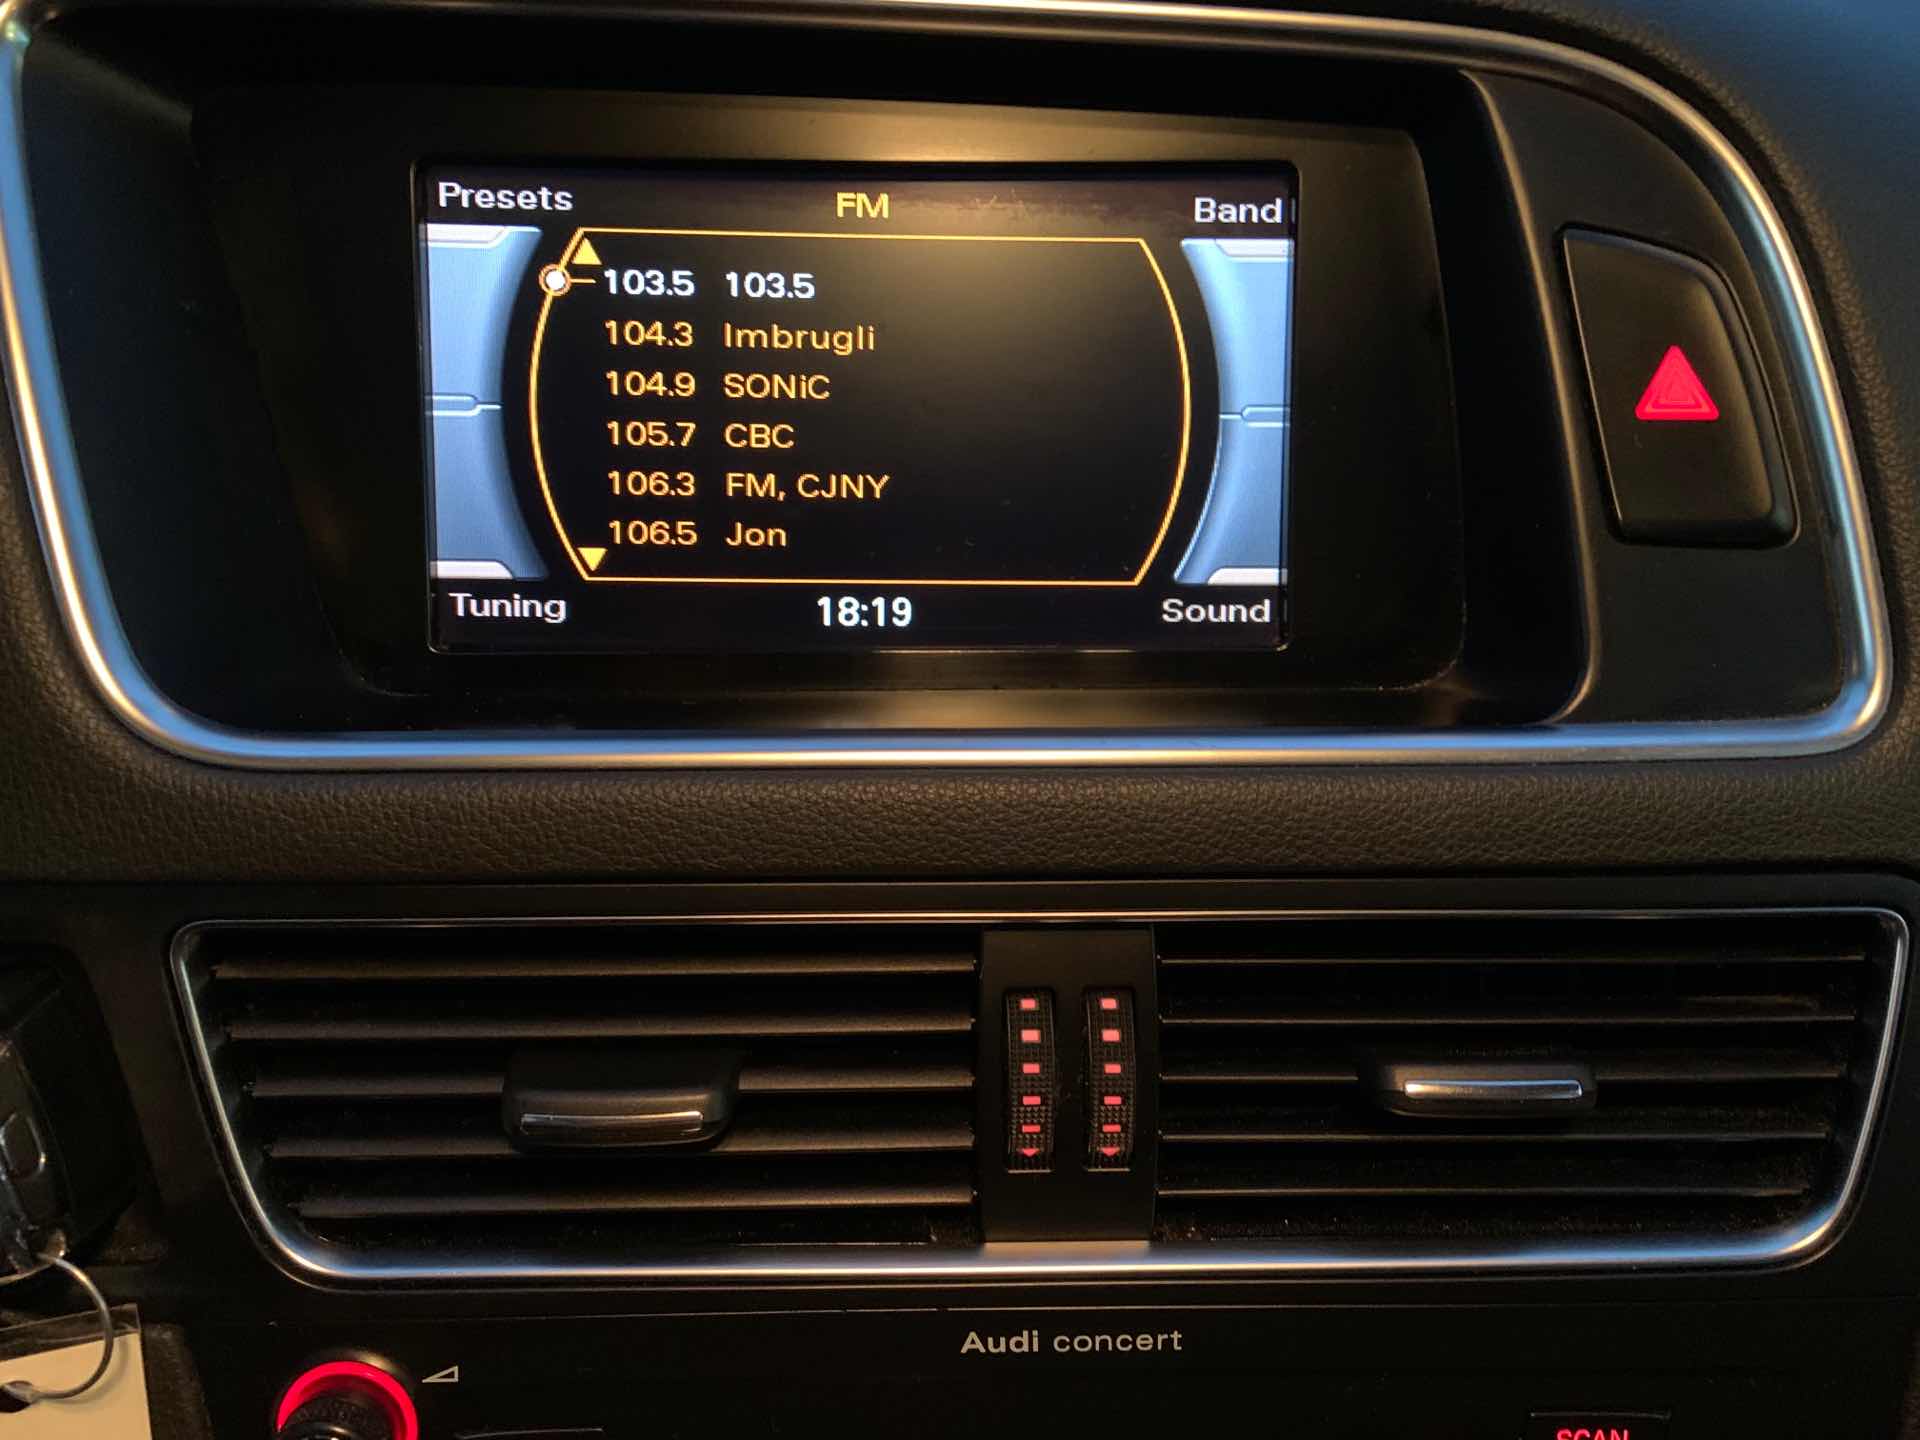 Presets FM Band
103.5 103.5
104.3 Imbrugli
104.9 SONiC
105.7 CBC
106.3 FM, CJNY
106.5 Jon
Tuning 18:19 Sound
Audi concert
SCAN